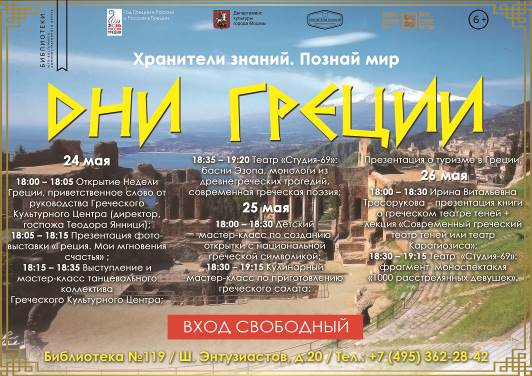 БИБЛИОТЕКИ
Год Греции в России
и России в Греции
Департамент
культуры
города Москвы
6+
Хранители знаний. Познай мир
ДНИ ГРЕЦИИ
24 мая
18:00 – 18:05 Открытие Недели
Греции, приветственное слово от
руководства Греческого
Культурного Центра (директор,
госпожа Теодора Янници);
18:05 – 18:15 Презентация фото
выставки «Греция. Мои мгновения
счастья» ;
18:15 – 18:35 Выступление и
мастер-класс танцевального
коллектива
Греческого Культурного Центра;
18:35 – 19:20 Театр «Студия-69»:
басни Эзопа, монологи из
древнегреческих трагедий,
современная греческая поэзия;
25 мая
18:00 – 18:30 Детский
мастер-класс по созданию
открытки с национальной
греческой символикой;
18:30 – 19:15 Кулинарный
мастер-класс по приготовлению
греческого салата;
Презентация о туризме в Греции.
26 мая
18:00 – 18:30 Ирина Витальевна
Тресорукова – презентация книги
о греческом театре теней +
лекция «Современный греческий
театр теней или театр
Карагиозиса».
18:30 – 19:15 Театр «Студия-69»:
фрагмент моноспектакля
«1000 расстрелянных девушек».
ВХОД СВОБОДНЫЙ
Библиотека №119 / Ш. Энтузиастов, д.20 / Тел.: +7 (495) 362-28-42